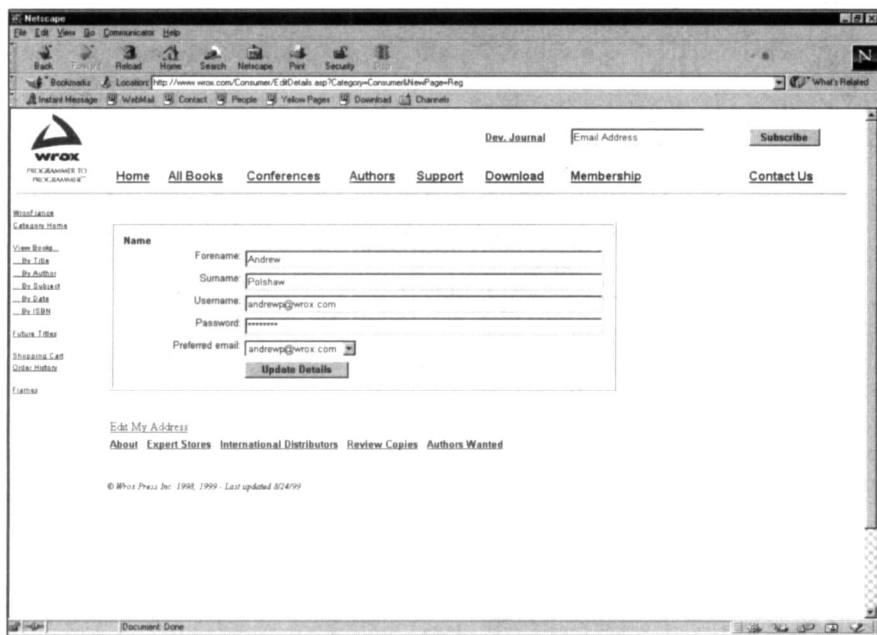 Netscape
File Edit View Go Communicator Help
Back Forward Reload Home Search Netscape Print Security Stop
Bookmarks Location: http://www.wrox.com/Consumer/EditDetails.asp?Category=Consumer&NewPage=Reg What's Related
Instant Message WebMail Contact People Yellow Pages Download Channels
Dev. Journal Email Address Subscribe
wrox
PROGRAMMER TO
PROGRAMMER™
Home All Books Conferences Authors Support Download Membership Contact Us
WroxFrance
Category Home
View Books...
...By Title
...By Author
...By Subject
...By Date
...By ISBN
Future Titles
Shopping Cart
Order History
Frames
Name
Forename: Andrew
Surname: Polshaw
Username: andrewp@wrox.com
Password: ********
Preferred email: andrewp@wrox.com
Update Details
Edit My Address
About Expert Stores International Distributors Review Copies Authors Wanted
© Wrox Press Inc. 1998, 1999 - Last updated 8/24/99
Document: Done